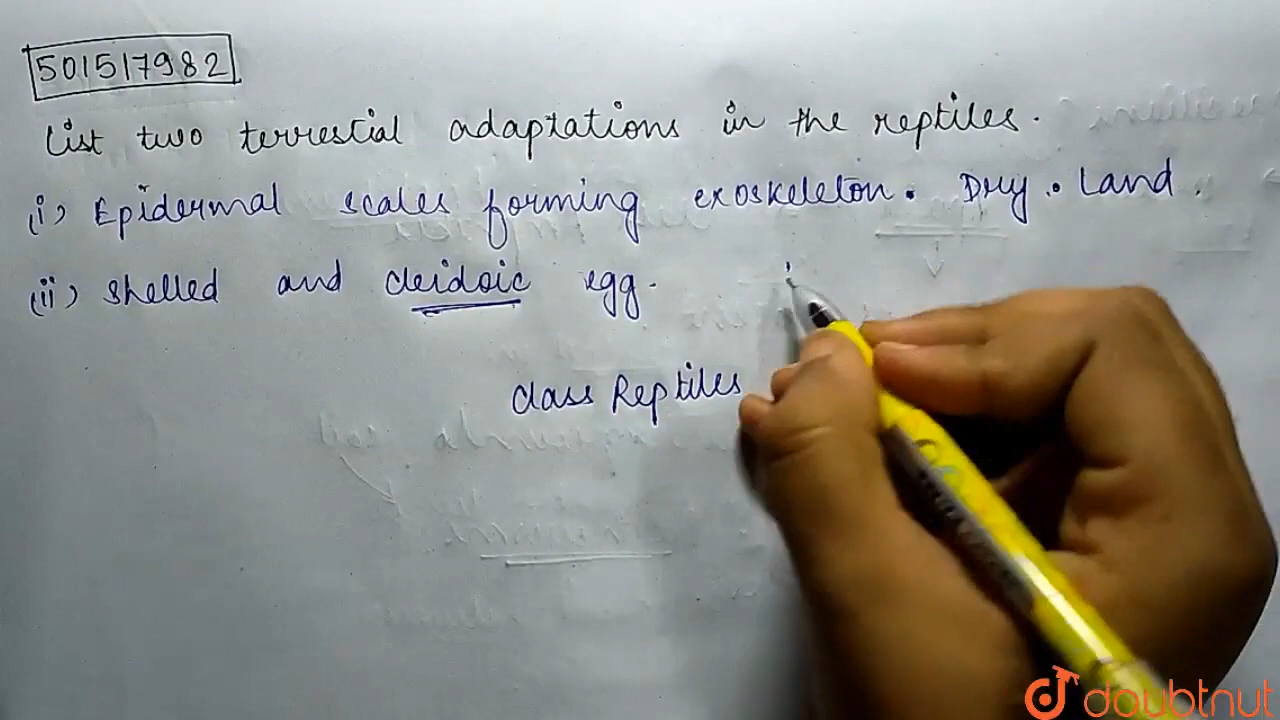 501517982
List two terrestial adaptations in the reptiles.
(i) Epidermal scales forming exoskeleton. Dry. Land.
(ii) Shelled and cleidoic egg.
class Reptiles
doubtnut